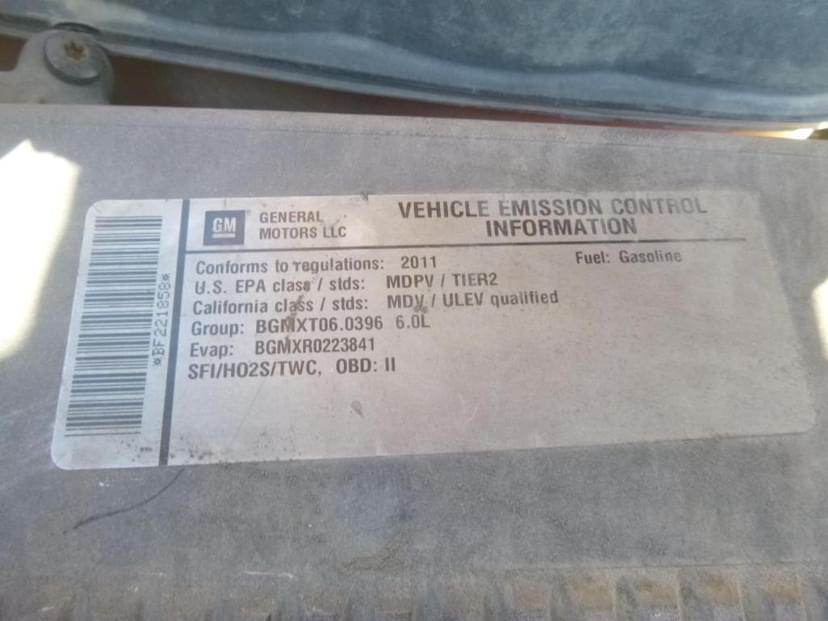 GM
GENERAL
MOTORS LLC
VEHICLE EMISSION CONTROL
INFORMATION
Conforms to regulations: 2011 Fuel: Gasoline
U.S. EPA class / stds: MDPV / TIER2
California class / stds: MDV / ULEV qualified
Group: BGMXT06.0396 6.0L
Evap: BGMXR0223841
SFI/HO2S/TWC, OBD: II
*BF221858*